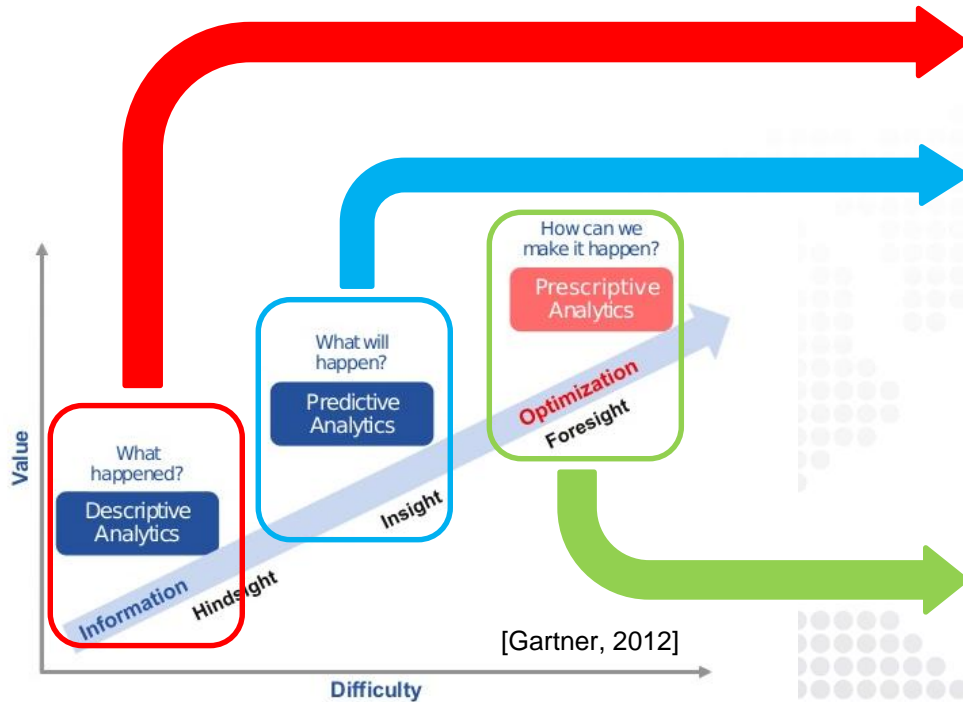 How can we
make it happen?
Prescriptive
Analytics
What will
happen?
Predictive
Analytics
Optimization
Foresight
What
happened?
Descriptive
Analytics
Insight
Information
Hindsight
Value
[Gartner, 2012]
Difficulty